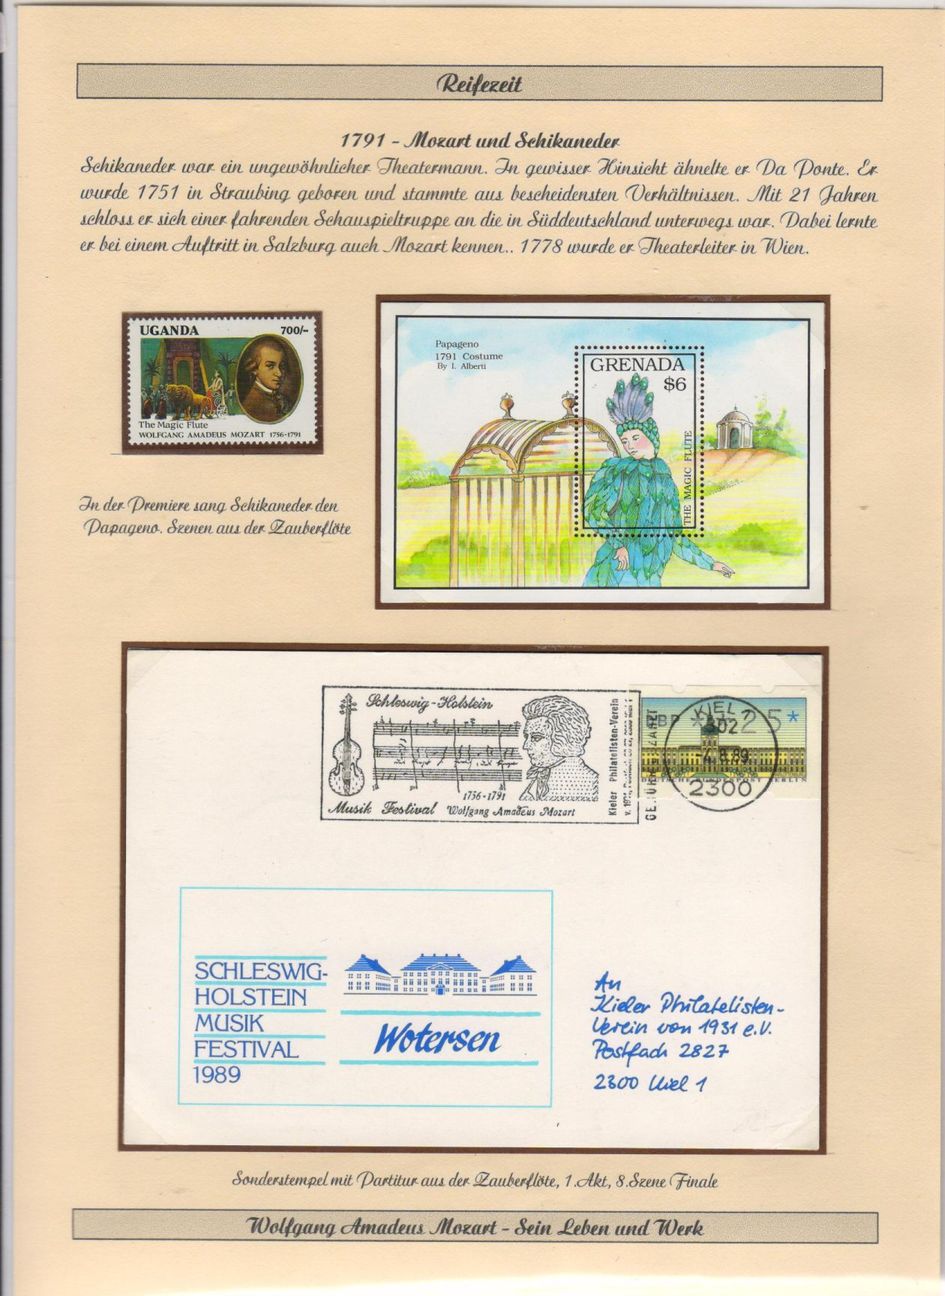 Reifezeit
1791 - Mozart und Schikaneder
Schikaneder war ein ungewöhnlicher Theatermann. In gewisser Hinsicht ähnelte er Da Ponte. Er
wurde 1751 in Straubing geboren und stammte aus bescheidensten Verhältnissen. Mit 21 Jahren
schloss er sich einer fahrenden Schauspieltruppe an die in Süddeutschland unterwegs war. Dabei lernte
er bei einem Auftritt in Salzburg auch Mozart kennen.. 1778 wurde er Theaterleiter in Wien.
UGANDA 700/-
The Magic Flute
WOLFGANG AMADEUS MOZART 1756-1791
Papageno
1791 Costume
By I. Alberti
GRENADA
$6
THE MAGIC FLUTE
In der Premiere sang Schikaneder den
Papageno. Szenen aus der Zauberflöte
Schleswig-Holstein
1756-1791
Musik Festival Wolfgang Amadeus Mozart
Kieler Philatelisten-Verein
KIEL
-4.8.89
2300
DEUTSCHE BUNDESPOST BERLIN
SCHLESWIG-
HOLSTEIN
MUSIK
FESTIVAL
1989
Wotersen
An
Kieler Philatelisten-
Verein von 1931 e.V.
Postfach 2827
2300 Kiel 1
Sonderstempel mit Partitur aus der Zauberflöte, 1.Akt, 8.Szene Finale
Wolfgang Amadeus Mozart - Sein Leben und Werk